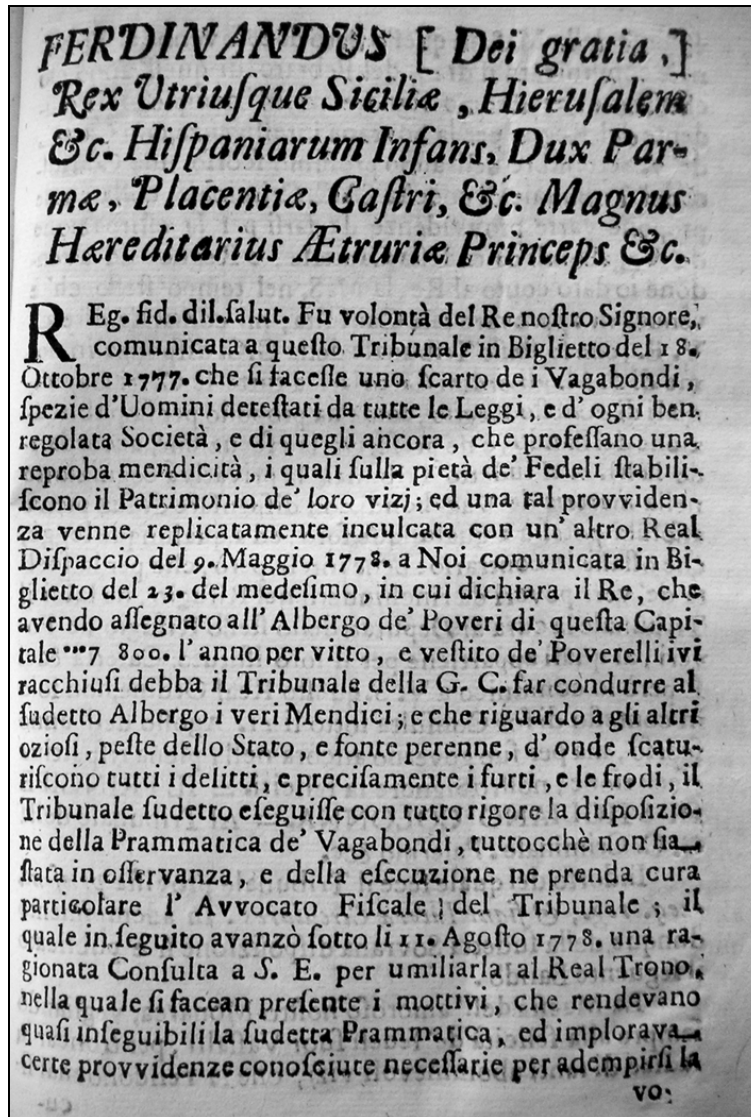 FERDINANDUS [ Dei gratia , ]
Rex Utriuſque Siciliæ , Hieruſalem
&c. Hiſpaniarum Infans, Dux Par-
mæ, Placentiæ, Caſtri, &c. Magnus
Hæreditarius Ætruriæ Princeps &c.
REg. fid. dil. ſalut. Fu volontà del Re noſtro Signore,
comunicata a queſto Tribunale in Biglietto del 18.
Ottobre 1777. che ſi faceſſe uno ſcarto de i Vagabondi ,
ſpezie d'Uomini deteſtati da tutte le Leggi, e d' ogni ben
regolata Società , e di quegli ancora , che profeſſano una
reproba mendicità , i quali ſulla pietà de' Fedeli ſtabili-
ſcono il Patrimonio de' loro vizj ; ed una tal provviden-
za venne replicatamente inculcata con un' altro Real
Diſpaccio del 9. Maggio 1778. a Noi comunicata in Bi-
glietto del 23. del medeſimo , in cui dichiara il Re, che
avendo aſſegnato all' Albergo de' Poveri di queſta Capi-
tale 7 800. l' anno per vitto , e veſtito de' Poverelli ivi
racchiuſi debba il Tribunale della G. C. far condurre al
ſudetto Albergo i veri Mendici ; e che riguardo a gli altri
ozioſi , peſte dello Stato , e fonte perenne , d' onde ſcatu-
riſcono tutti i delitti , e preciſamente i furti , e le frodi , il
Tribunale ſudetto eſeguiſſe con tutto rigore la diſpoſizio-
ne della Prammatica de' Vagabondi , tuttocchè non ſia
ſtata in oſſervanza , e della eſecuzione ne prenda cura
particolare l' Avvocato Fiſcale del Tribunale ; il
quale in ſeguito avanzò ſotto li 11. Agoſto 1778. una ra-
gionata Conſulta a S. E. per umiliarla al Real Trono,
nella quale ſi facean preſente i mottivi , che rendevano
quaſi inſeguibili la ſudetta Prammatica , ed implorava
certe provvidenze conoſciute neceſſarie per adempirſi la
vo-